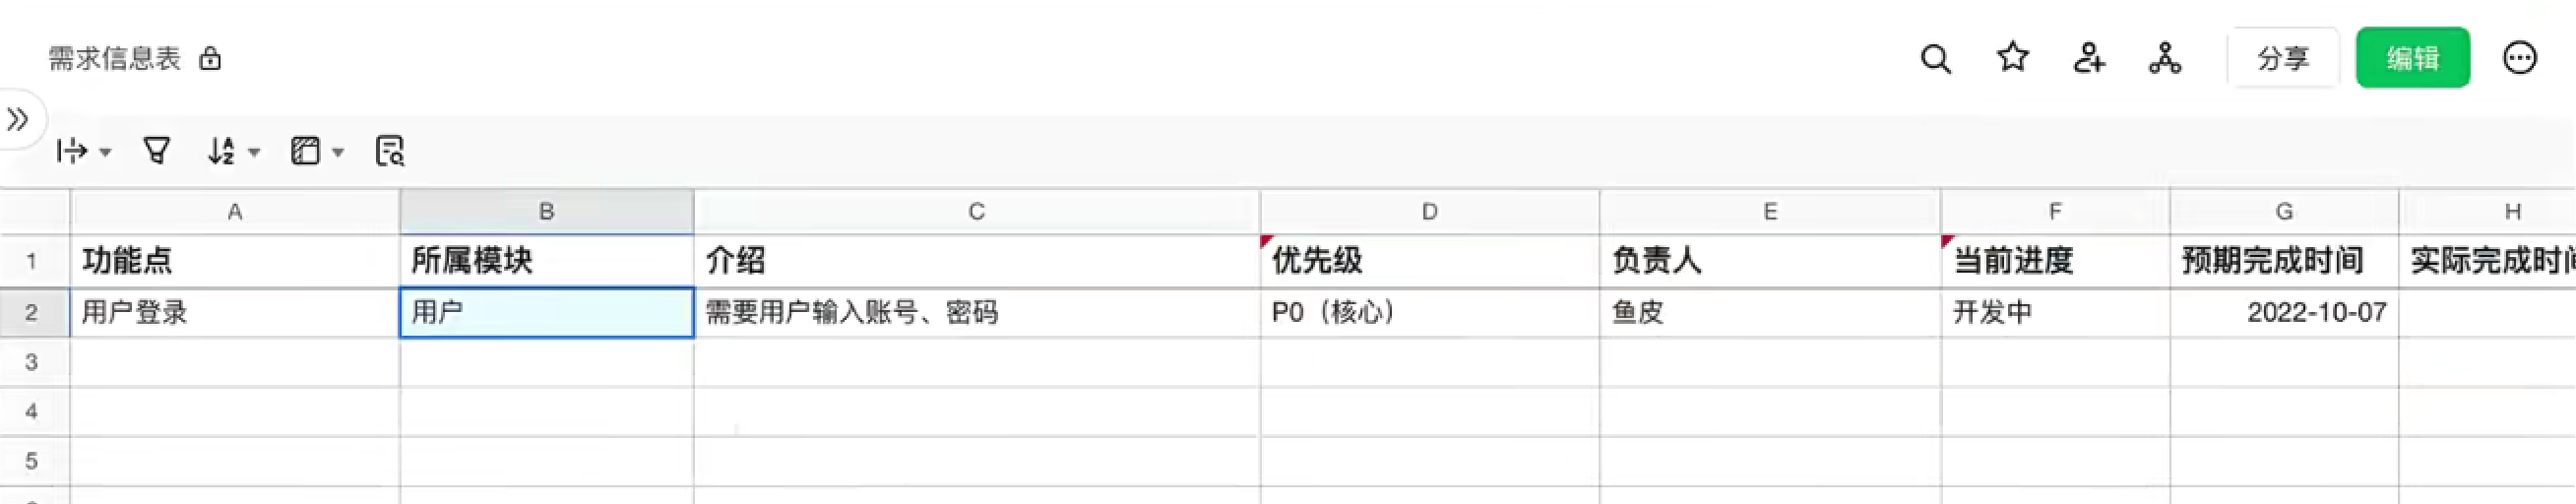 需求信息表
分享 编辑
A B C D E F G H
1 功能点 所属模块 介绍 优先级 负责人 当前进度 预期完成时间 实际完成时
2 用户登录 用户 需要用户输入账号、密码 P0（核心） 鱼皮 开发中 2022-10-07
3
4
5